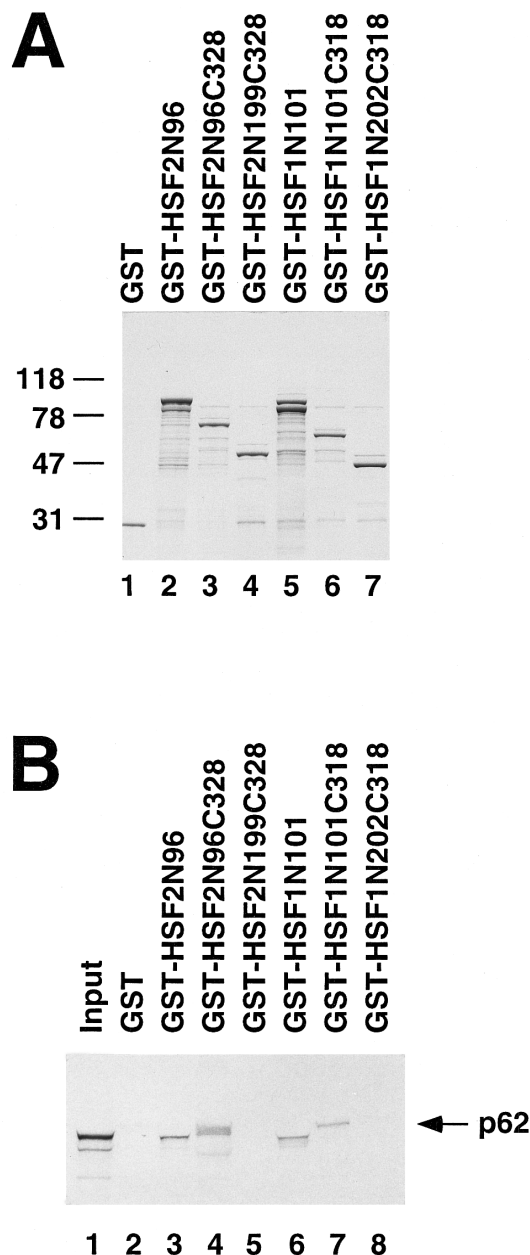 A
GST
GST-HSF2N96
GST-HSF2N96C328
GST-HSF2N199C328
GST-HSF1N101
GST-HSF1N101C318
GST-HSF1N202C318
118
78
47
31
1 2 3 4 5 6 7
B
Input
GST
GST-HSF2N96
GST-HSF2N96C328
GST-HSF2N199C328
GST-HSF1N101
GST-HSF1N101C318
GST-HSF1N202C318
p62
1 2 3 4 5 6 7 8